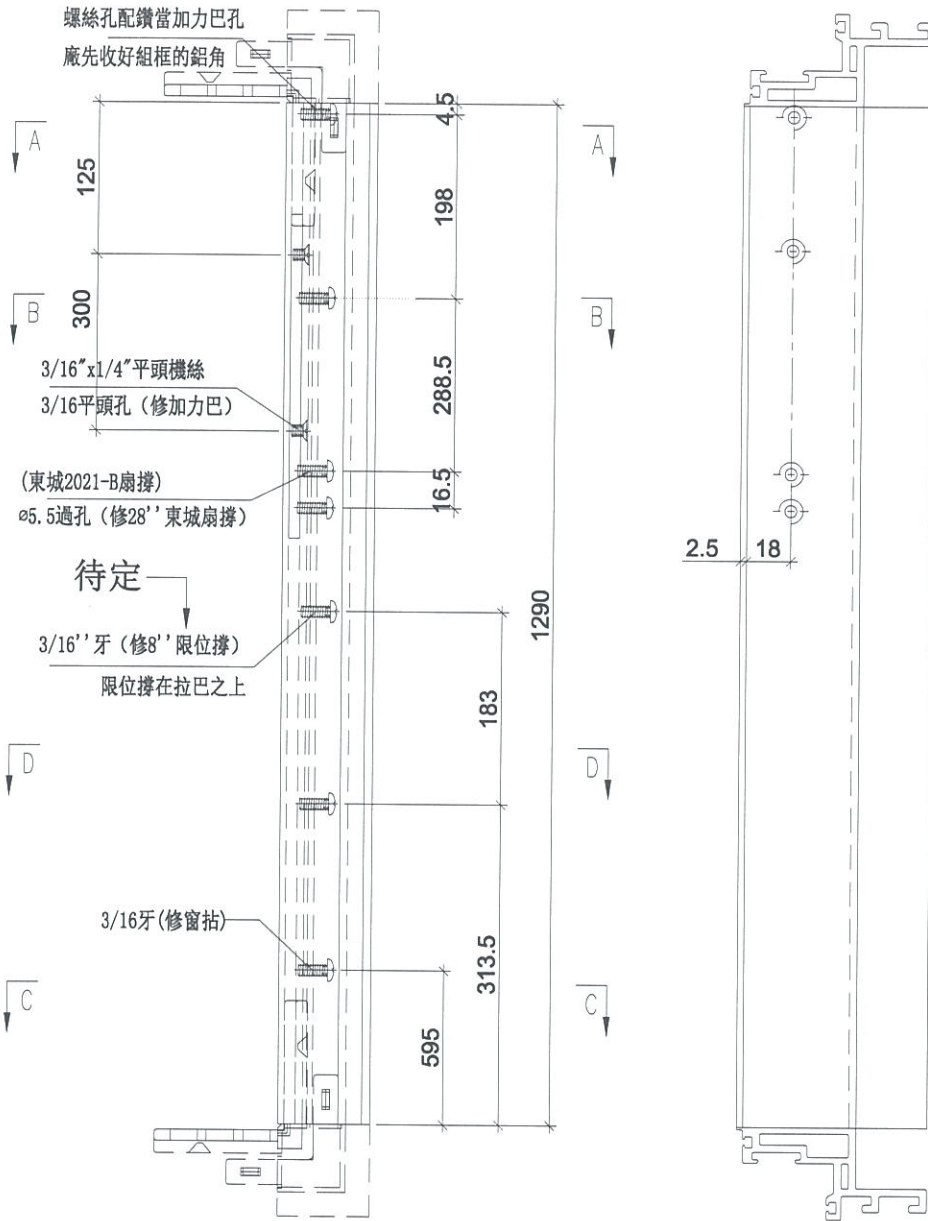 螺絲孔配鑽當加力巴孔
廠先收好組框的鋁角
A
A
4.5
125
198
B
B
300
3/16"x1/4"平頭機絲
3/16平頭孔（修加力巴）
288.5
(東城2021-B扇撐)
ø5.5過孔（修28''東城扇撐）
16.5
2.5
18
待定
1290
3/16''牙（修8''限位撐）
限位撐在拉巴之上
183
D
D
3/16牙(修窗拈)
313.5
C
C
595